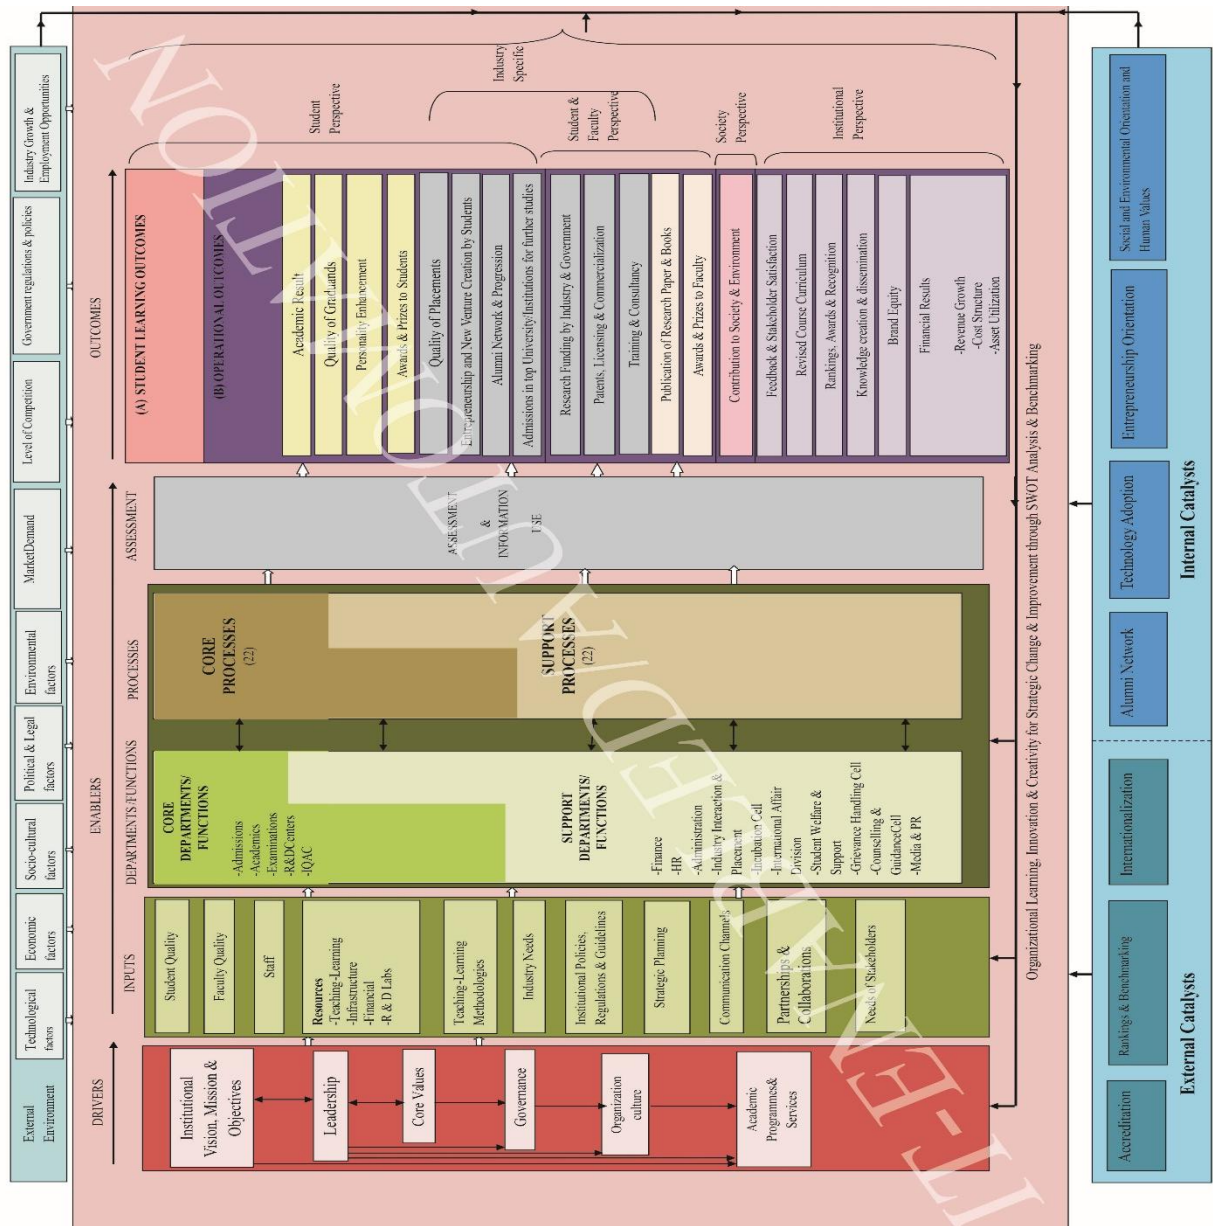 External
Environment
Technological
factors
Economic
factors
Socio-cultural
factors
Political & Legal
factors
Environmental
factors
MarketDemand
Level of Competition
Government regulations & policies
Industry Growth &
Employment Opportunities
DRIVERS
ENABLERS
OUTCOMES
INPUTS
DEPARTMENTS/FUNCTIONS
PROCESSES
ASSESSMENT
Institutional
Vision, Mission &
Objectives
Leadership
Core Values
Governance
Organization
culture
Academic
Programmes&
Services
Student Quality
Faculty Quality
Staff
Resources
-Teaching-Learning
-Infrastructure
-Financial
-R & D Labs
Teaching-Learning
Methodologies
Industry Needs
Institutional Policies,
Regulations & Guidelines
Strategic Planning
Communication Channels
Partnerships &
Collaborations
Needs of Stakeholders
CORE
DEPARTMENTS/
FUNCTIONS
-Admissions
-Academics
-Examinations
-R&DCenters
-IQAC
SUPPORT
DEPARTMENTS/
FUNCTIONS
-Finance
-HR
-Administration
-Industry Interaction &
Placement
-Incubation Cell
-International Affair
Division
-Student Welfare &
Support
-Grievance Handling Cell
-Counselling &
GuidanceCell
-Media & PR
CORE
PROCESSES
(22)
SUPPORT
PROCESSES
(22)
ASSESSMENT
&
INFORMATION
USE
(A) STUDENT LEARNING OUTCOMES
(B) OPERATIONAL OUTCOMES
Academic Result
Quality of Graduands
Personality Enhancement
Awards & Prizes to Students
Quality of Placements
Entrepreneurship and New Venture Creation by Students
Alumni Network & Progression
Admissions in top University/Institutions for further studies
Research Funding by Industry & Government
Patents, Licensing & Commercialization
Training & Consultancy
Publication of Research Paper & Books
Awards & Prizes to Faculty
Contribution to Society & Environment
Feedback & Stakeholder Satisfaction
Revised Course Curriculum
Rankings, Awards & Recognition
Knowledge creation & dissemination
Brand Equity
Financial Results
-Revenue Growth
-Cost Structure
-Asset Utilization
Student
Perspective
Industry
Specific
Student &
Faculty
Perspective
Society
Perspective
Institutional
Perspective
Organizational Learning, Innovation & Creativity for Strategic Change & Improvement through SWOT Analysis & Benchmarking
Accreditation
Rankings & Benchmarking
Internationalization
Alumni Network
Technology Adoption
Entrepreneurship Orientation
Social and Environmental Orientation and
Human Values
External Catalysts
Internal Catalysts
IT-ENABLED/AUTOMATION